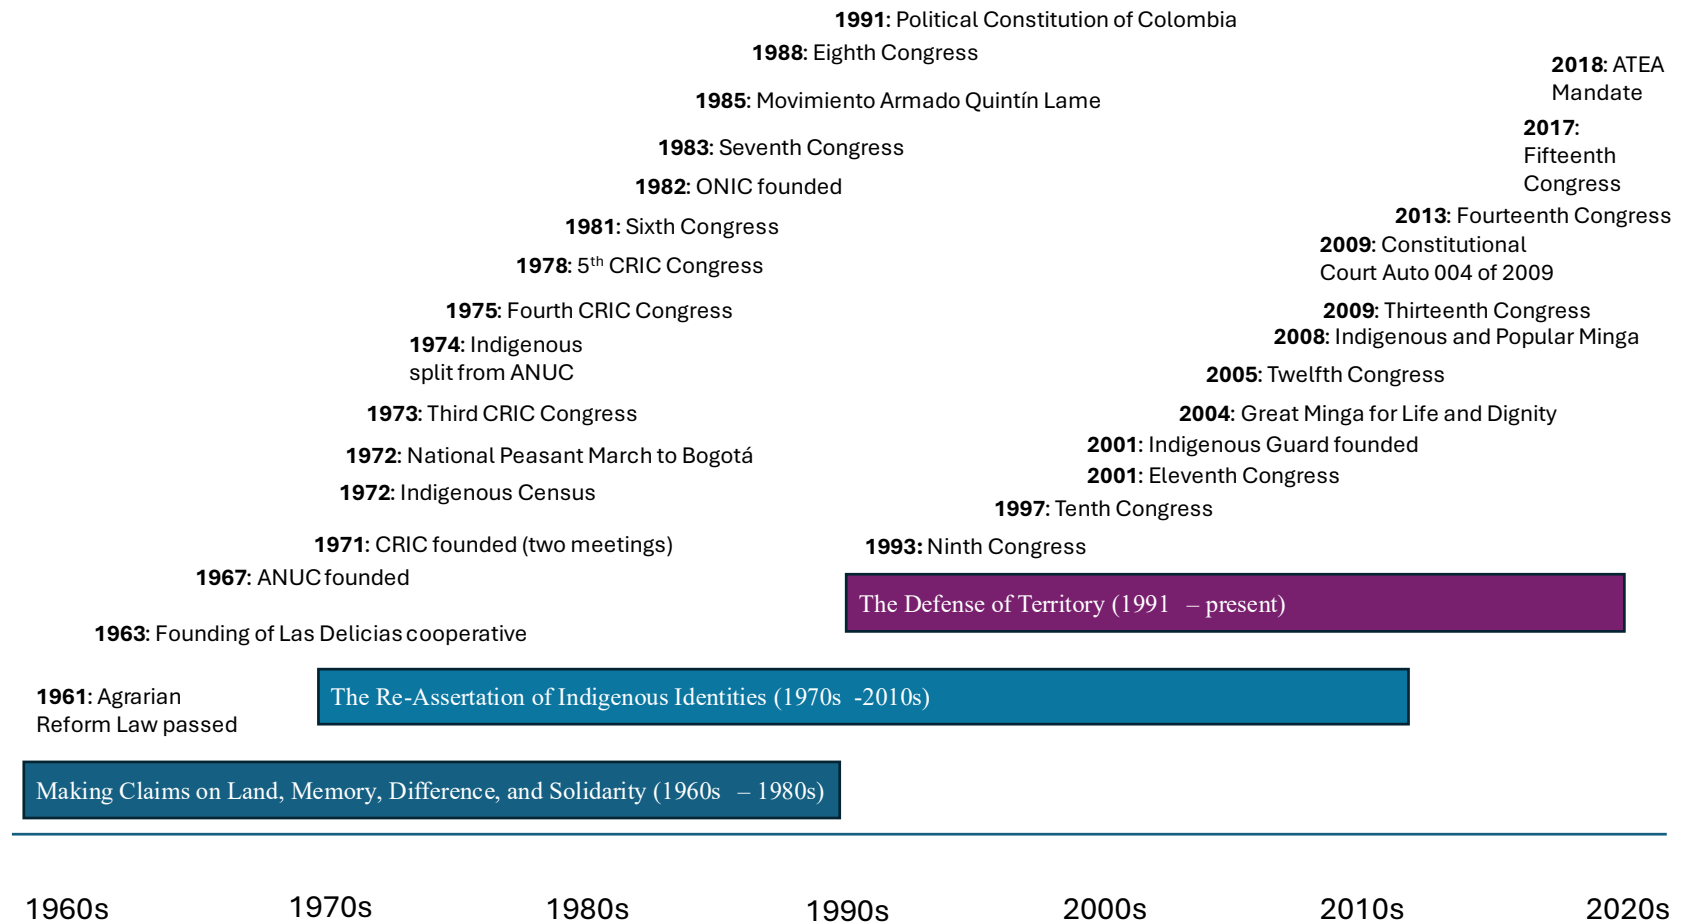 1991: Political Constitution of Colombia
1988: Eighth Congress
2018: ATEA
Mandate
1985: Movimiento Armado Quintín Lame
2017:
Fifteenth
Congress
1983: Seventh Congress
1982: ONIC founded
2013: Fourteenth Congress
1981: Sixth Congress
2009: Constitutional
Court Auto 004 of 2009
1978: 5th CRIC Congress
1975: Fourth CRIC Congress
2009: Thirteenth Congress
2008: Indigenous and Popular Minga
1974: Indigenous
split from ANUC
2005: Twelfth Congress
1973: Third CRIC Congress
2004: Great Minga for Life and Dignity
2001: Indigenous Guard founded
1972: National Peasant March to Bogotá
2001: Eleventh Congress
1972: Indigenous Census
1997: Tenth Congress
1971: CRIC founded (two meetings)
1993: Ninth Congress
1967: ANUC founded
The Defense of Territory (1991 – present)
1963: Founding of Las Delicias cooperative
1961: Agrarian
Reform Law passed
The Re-Assertation of Indigenous Identities (1970s -2010s)
Making Claims on Land, Memory, Difference, and Solidarity (1960s – 1980s)
1960s 1970s 1980s 1990s 2000s 2010s 2020s